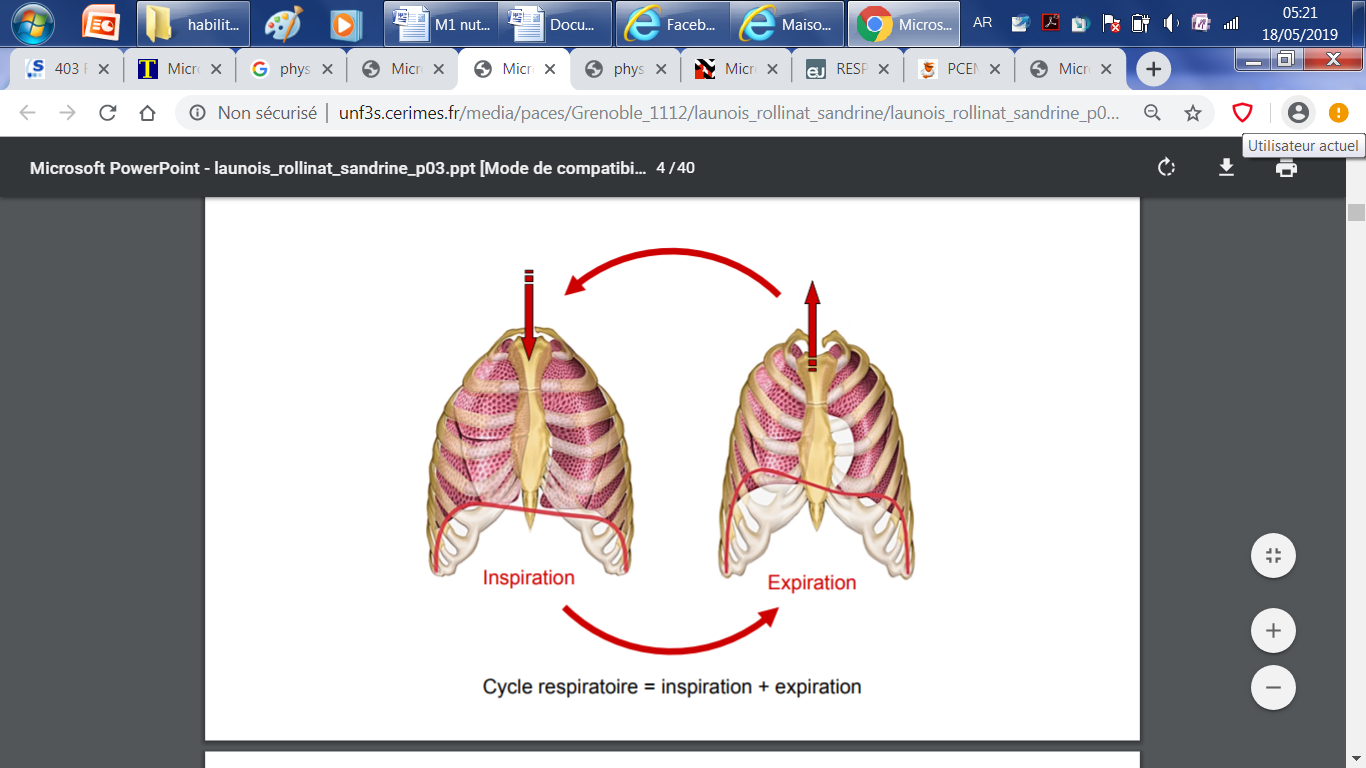 habilit...
M1 nut...
Docu...
Faceb...
Maiso...
Micros...
AR
05:21
18/05/2019
403 F
Micr
phys
Micr
Micr
phys
Micr
RESP
PCEM
Micr
Non sécurisé
unf3s.cerimes.fr/media/paces/Grenoble_1112/launois_rollinat_sandrine/launois_rollinat_sandrine_p0...
Utilisateur actuel
Microsoft PowerPoint - launois_rollinat_sandrine_p03.ppt [Mode de compatibi... 4 / 40
Inspiration
Expiration
Cycle respiratoire = inspiration + expiration